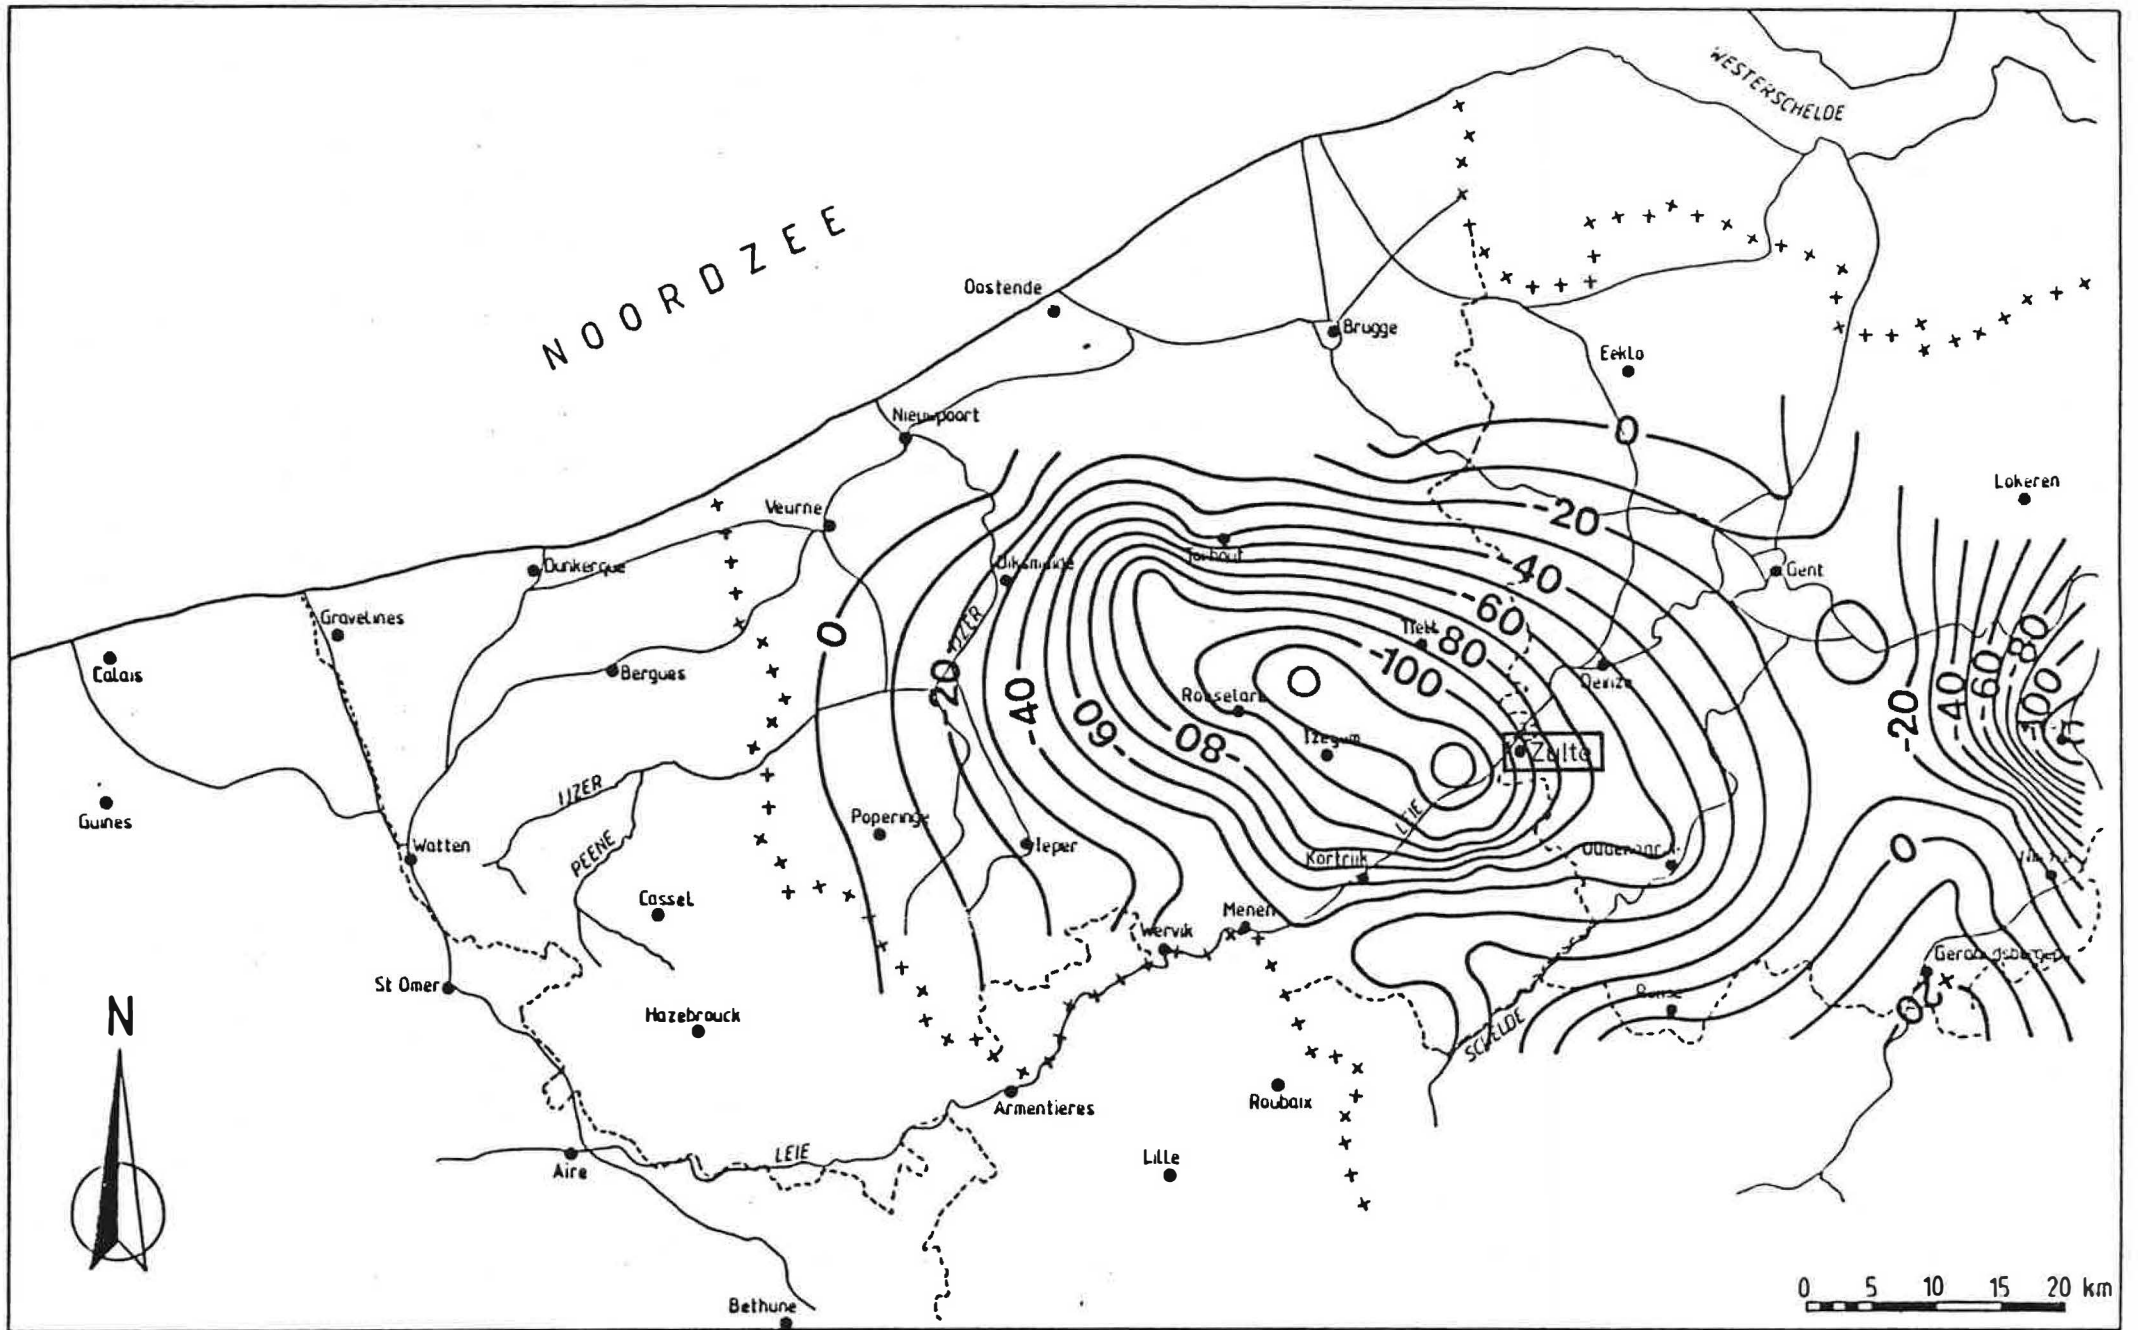 WESTERSCHELDE
NOORDZEE
Oostende
Brugge
Eeklo
Nieuwpoort
0
Lokeren
Veurne
-20
Dunkerque
Diksmuide
Torhout
-40
Gent
Gravelines
0
IJZER
-60
Tielt
-80
-80
Calais
Bergues
20
-100
-60
Deinze
-40
100
Roeselare
-40
-20
-60
-80
Izegem
Zulte
IJZER
LEIE
Guines
Poperinge
Watten
PEENE
Ieper
Kortrijk
0
Cassel
Menen
Wervik
Geraardsbergen
St Omer
Ronse
0
N
Hazebrouck
SCHELDE
Armentieres
Roubaix
LEIE
Lille
Aire
0 5 10 15 20 km
Bethune